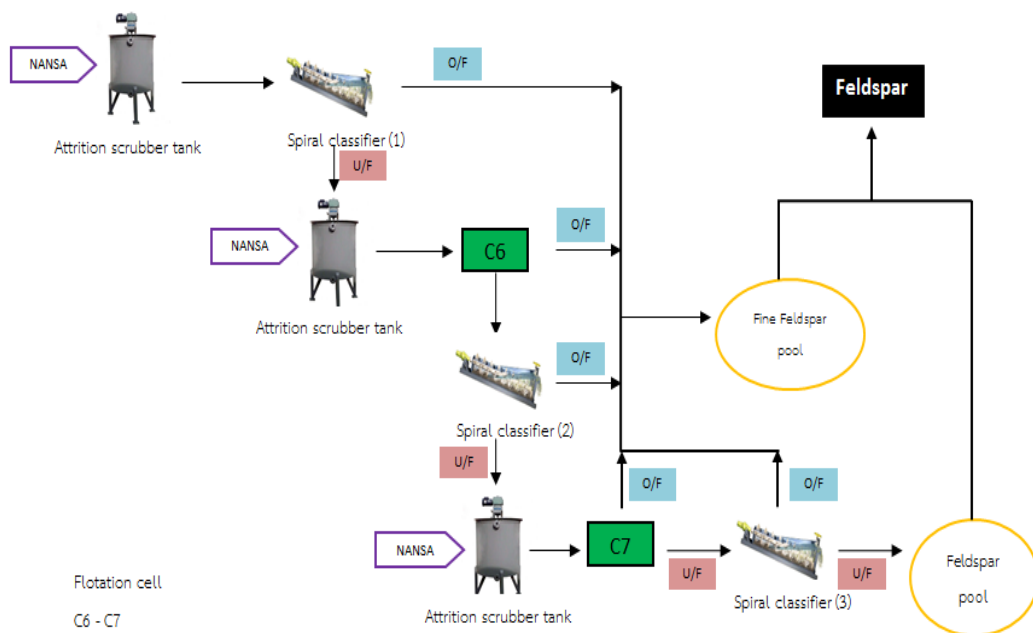 NANSA
O/F
Feldspar
Attrition scrubber tank
Spiral classifier (1)
U/F
NANSA
O/F
C6
Attrition scrubber tank
Fine Feldspar
pool
O/F
Spiral classifier (2)
U/F
O/F
O/F
NANSA
C7
U/F
U/F
Feldspar
pool
Attrition scrubber tank
Spiral classifier (3)
Flotation cell
C6 - C7